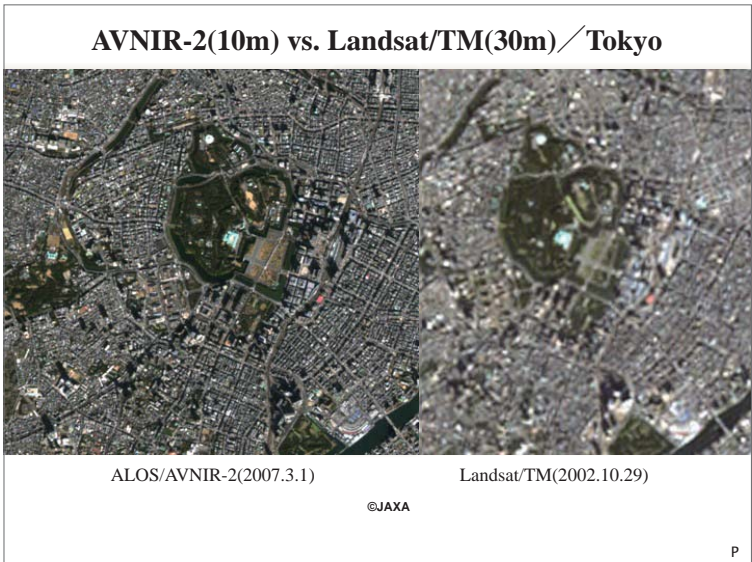 AVNIR-2(10m) vs. Landsat/TM(30m)／Tokyo
ALOS/AVNIR-2(2007.3.1)
Landsat/TM(2002.10.29)
©JAXA
P